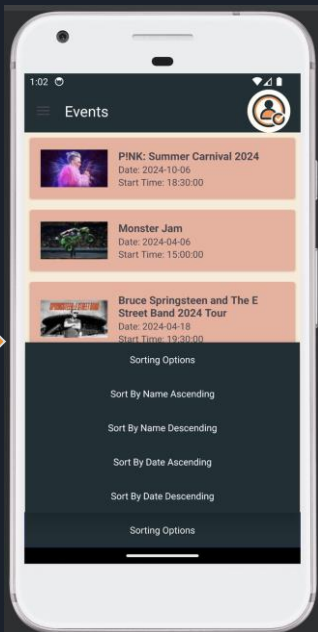 1:02
Events
P!NK: Summer Carnival 2024
Date: 2024-10-06
Start Time: 18:30:00
Monster Jam
Date: 2024-04-06
Start Time: 15:00:00
Bruce Springsteen and The E
Street Band 2024 Tour
Date: 2024-04-18
Start Time: 19:30:00
Sorting Options
Sort By Name Ascending
Sort By Name Descending
Sort By Date Ascending
Sort By Date Descending
Sorting Options